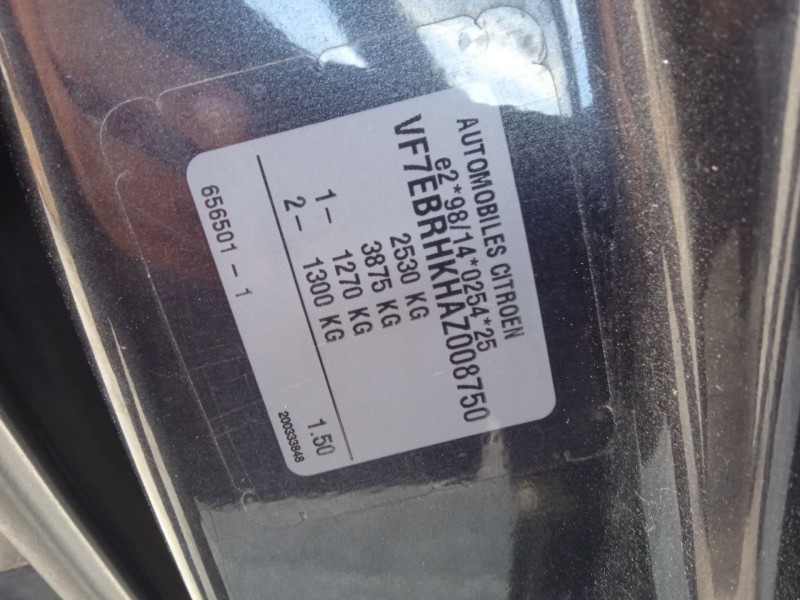 AUTOMOBILES CITROEN
e2*98/14*0254*25
VF7EBRHKHAZ008750
2530 KG
3875 KG
1- 1270 KG
2- 1300 KG
1.50
656501 - 1
200333848